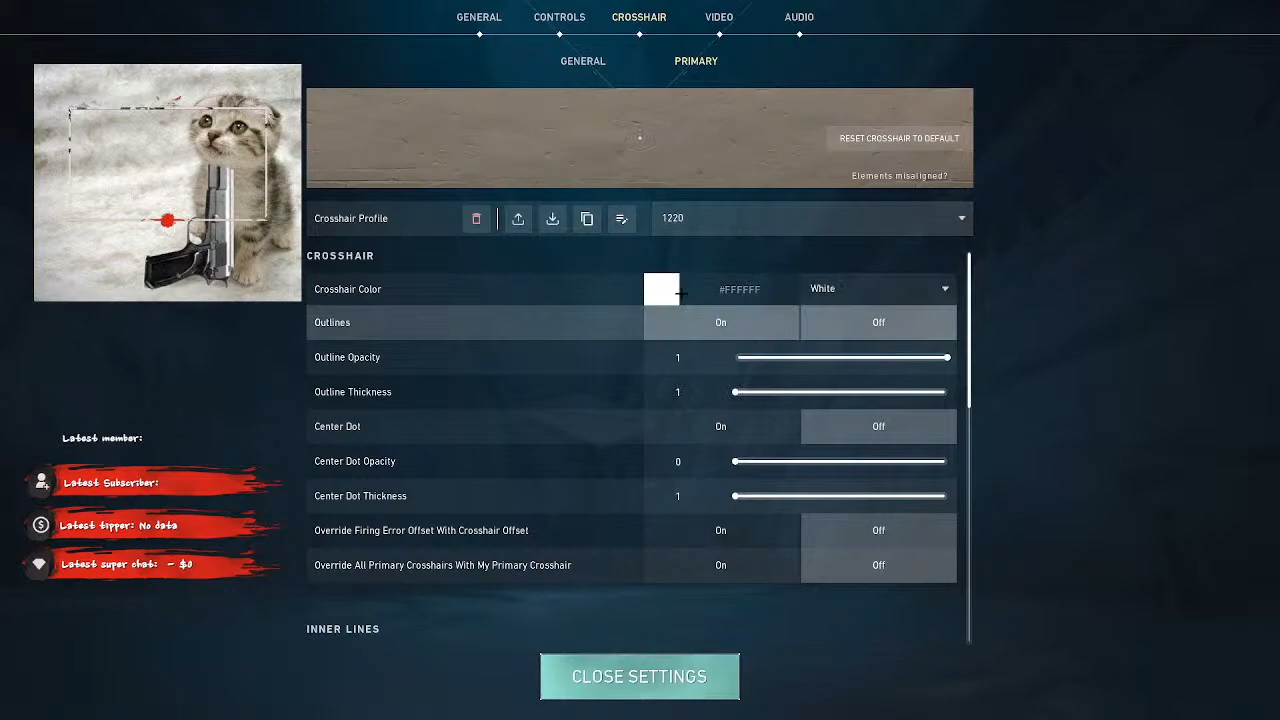 GENERAL CONTROLS CROSSHAIR VIDEO AUDIO
GENERAL PRIMARY
RESET CROSSHAIR TO DEFAULT
Elements misaligned?
Crosshair Profile 1220
CROSSHAIR
Crosshair Color #FFFFFF White
Outlines On Off
Outline Opacity 1
Outline Thickness 1
Center Dot On Off
Center Dot Opacity 0
Center Dot Thickness 1
Override Firing Error Offset With Crosshair Offset On Off
Override All Primary Crosshairs With My Primary Crosshair On Off
INNER LINES
CLOSE SETTINGS
Latest member:
Latest Subscriber:
Latest tipper: No data
Latest super chat: - $0